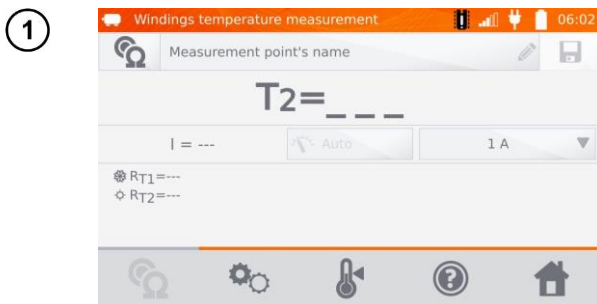 1
Windings temperature measurement 06:02
Measurement point's name
T2=_ _ _
I = --- Auto 1 A
RT1=---
RT2=---